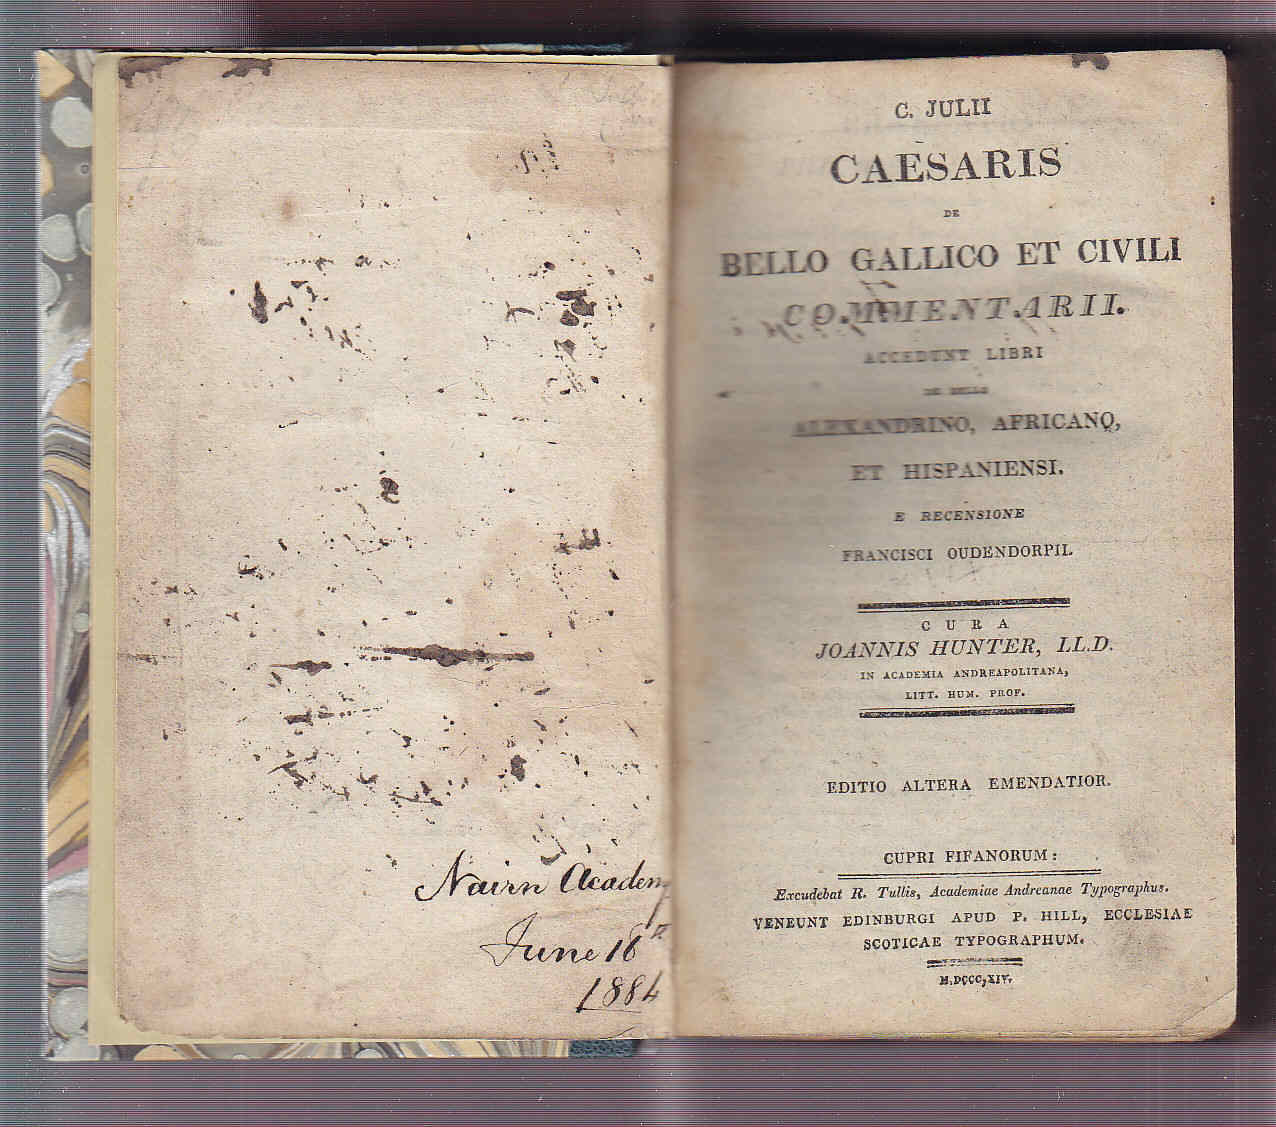 Nairn Academy
June 18th
1884
C. JULII
CAESARIS
DE
BELLO GALLICO ET CIVILI
COMMENTARII.
ACCEDUNT LIBRI
DE BELLO
ALEXANDRINO, AFRICANO,
ET HISPANIENSI.
E RECENSIONE
FRANCISCI OUDENDORPII.
CURA
JOANNIS HUNTER, LL.D.
IN ACADEMIA ANDREAPOLITANA,
LITT. HUM. PROF.
EDITIO ALTERA EMENDATIOR.
CUPRI FIFANORUM:
Excudebat R. Tullis, Academiae Andreanae Typographus.
VENEUNT EDINBURGI APUD P. HILL, ECCLESIAE
SCOTICAE TYPOGRAPHUM.
M.DCCC,XIV.